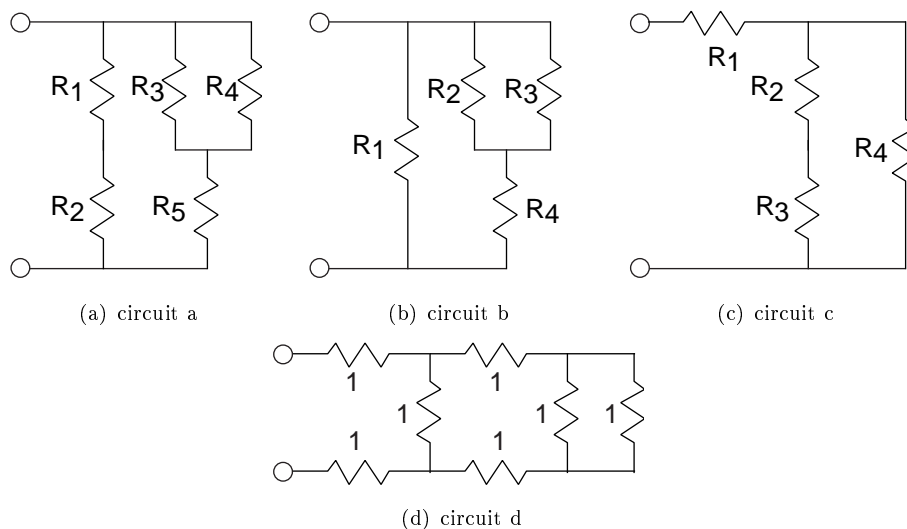 R1 R3 R4
R2 R5
(a) circuit a
R2 R3
R1
R4
(b) circuit b
R1
R2
R4
R3
(c) circuit c
1 1
1 1 1
1 1
(d) circuit d